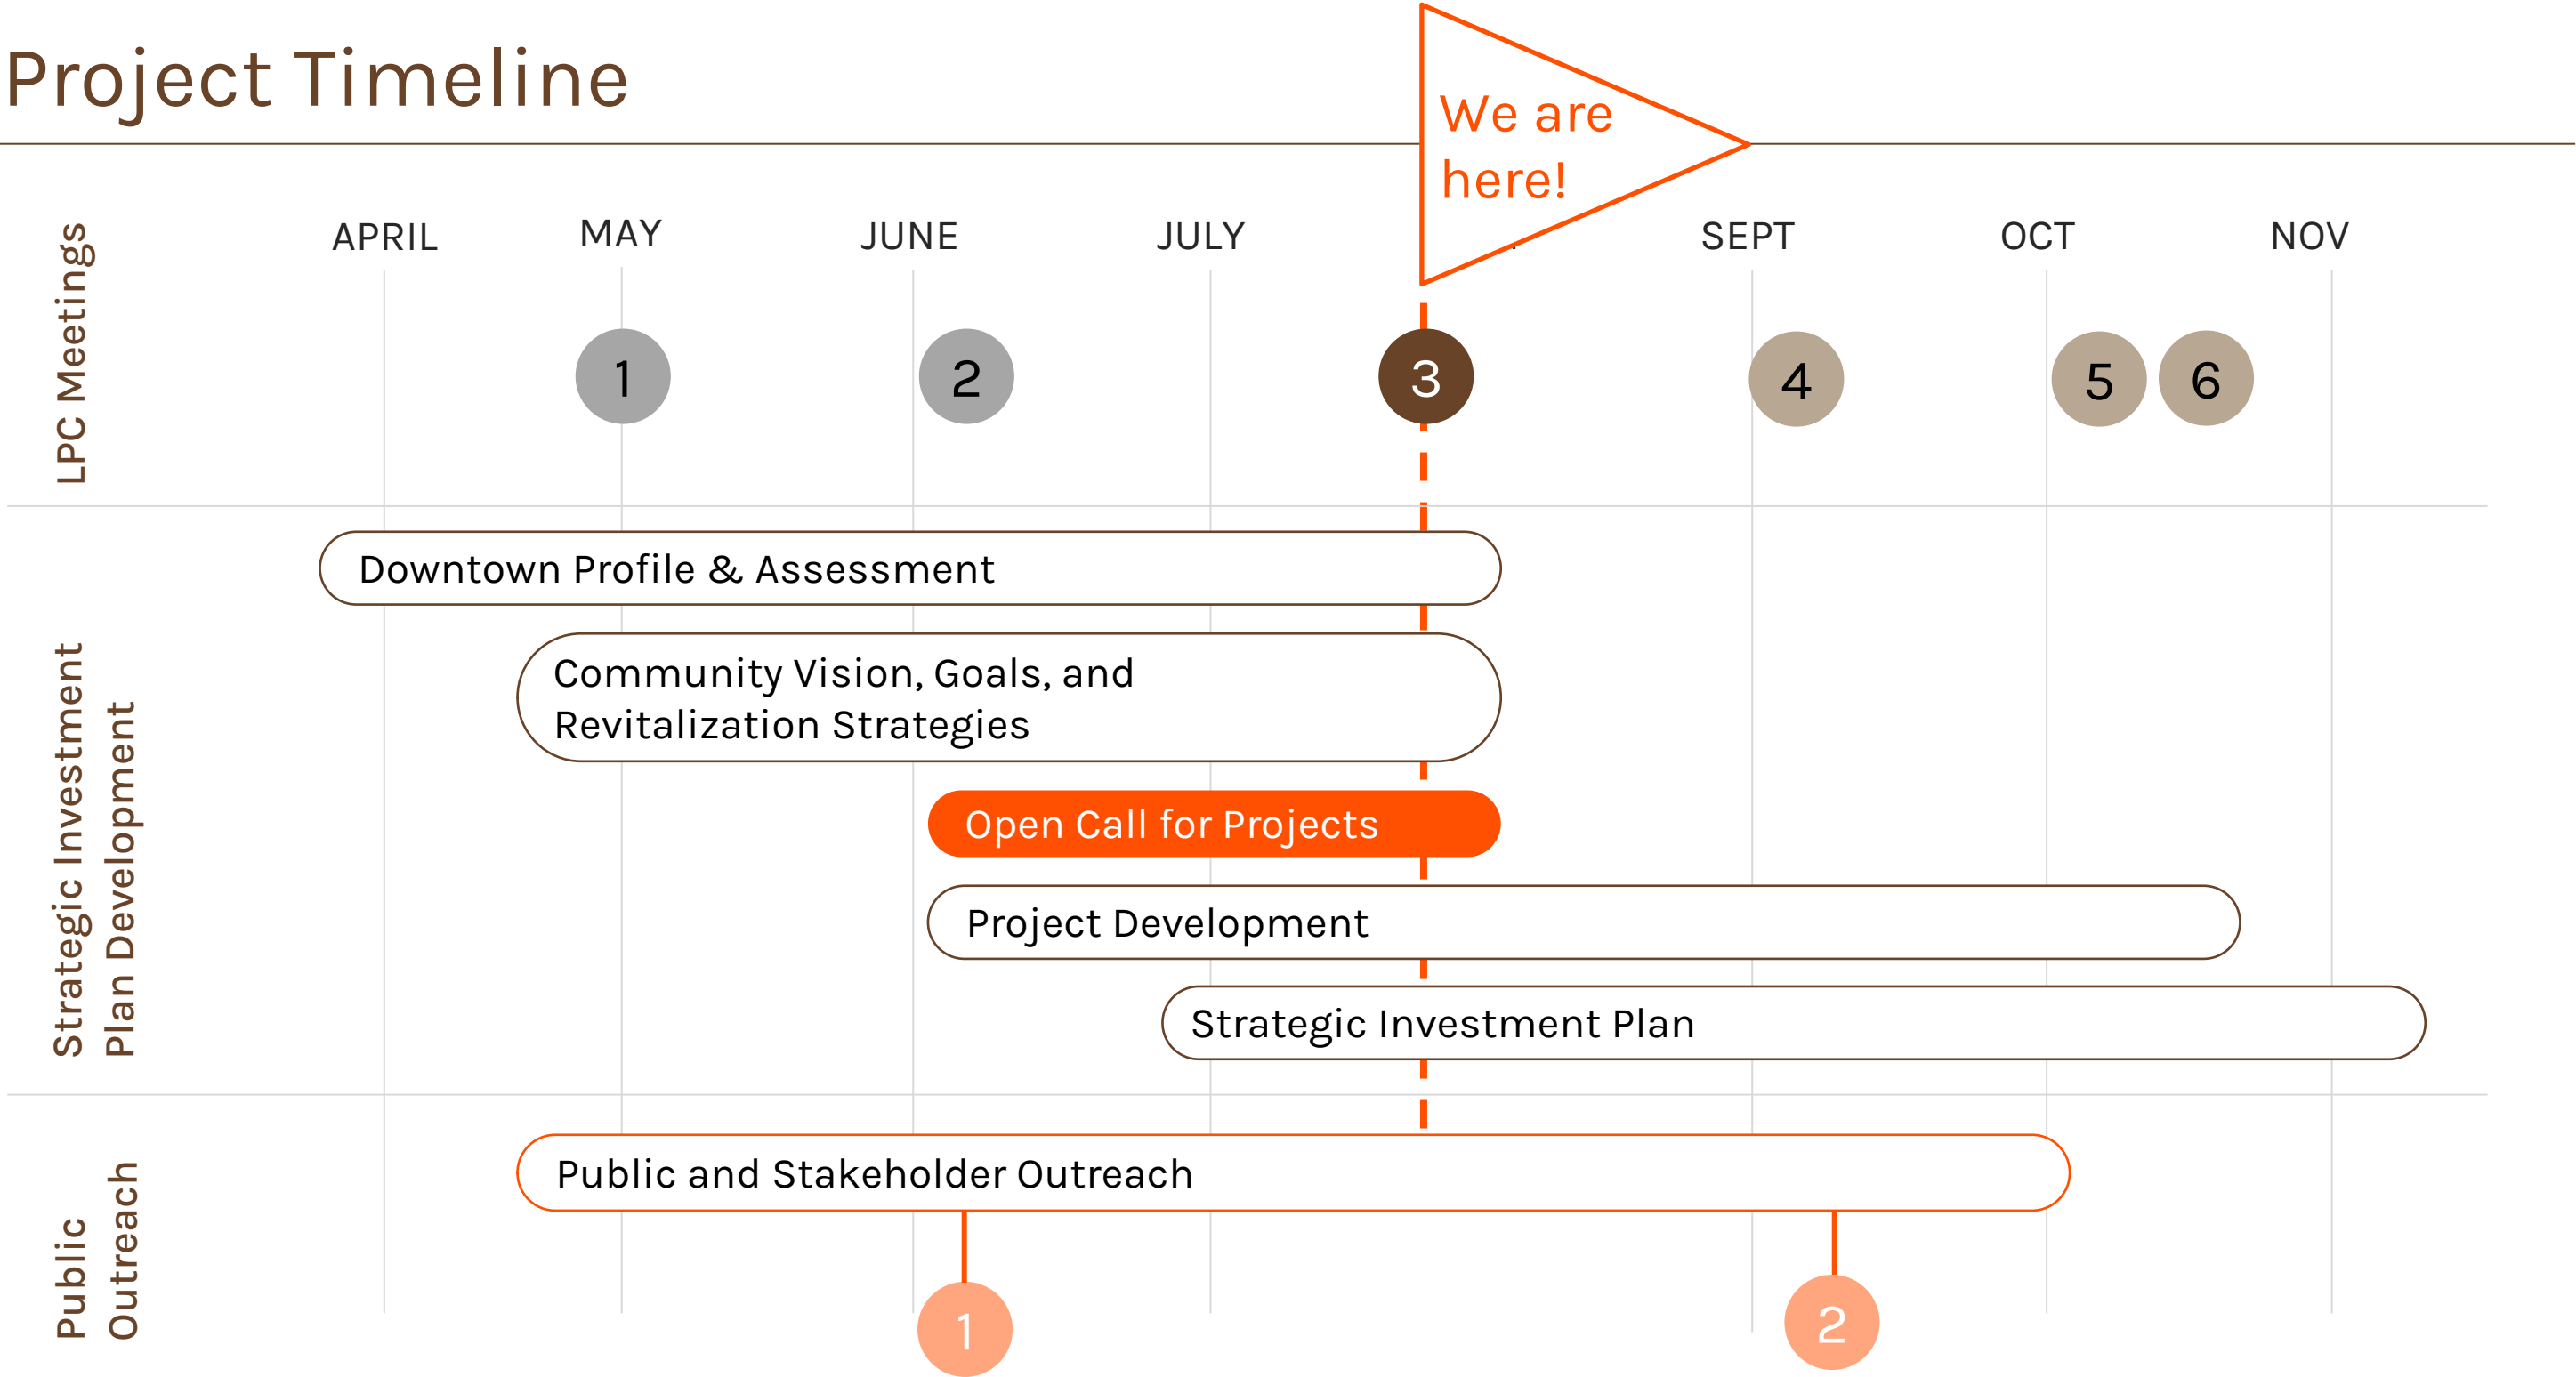 Project Timeline
We are
here!
APRIL
MAY
JUNE
JULY
SEPT
OCT
NOV
LPC Meetings
1
2
3
4
5
6
Strategic Investment
Plan Development
Downtown Profile & Assessment
Community Vision, Goals, and
Revitalization Strategies
Open Call for Projects
Project Development
Strategic Investment Plan
Public
Outreach
Public and Stakeholder Outreach
1
2